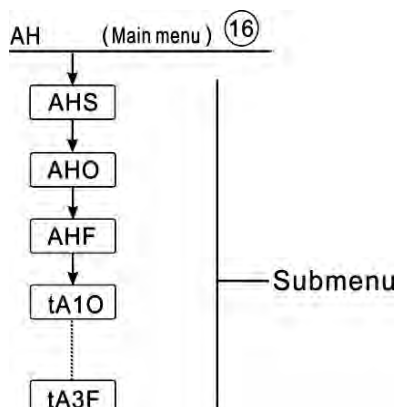 AH (Main menu) 16
AHS
AHO
AHF
tA1O
Submenu
tA3F